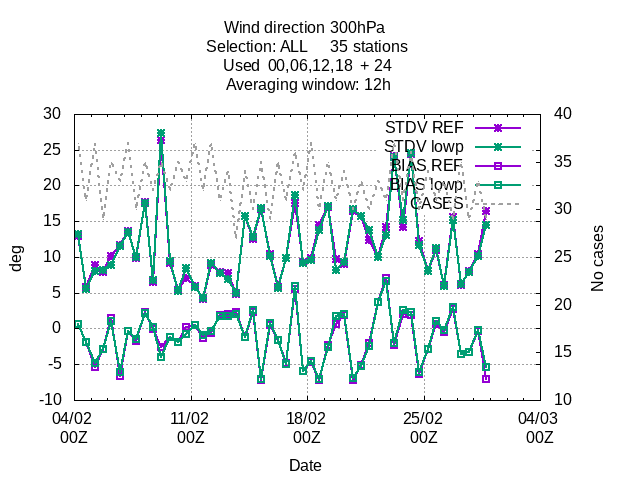 Wind direction 300hPa
Selection: ALL 35 stations
Used 00,06,12,18 + 24
Averaging window: 12h
30 40
STDV REF
STDV lowp
BIAS REF
BIAS lowp
CASES
25 35
20 30
15
10 25
5 20
0
-5 15
-10 10
deg
No cases
04/02 11/02 18/02 25/02 04/03
00Z 00Z 00Z 00Z 00Z
Date